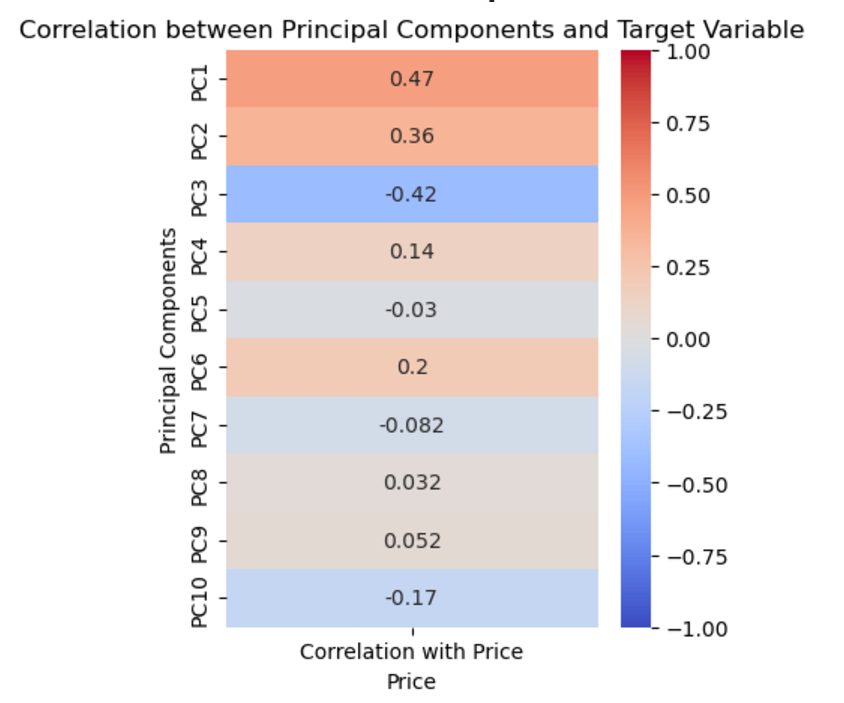 Correlation between Principal Components and Target Variable
Principal Components
PC1 0.47
PC2 0.36
PC3 -0.42
PC4 0.14
PC5 -0.03
PC6 0.2
PC7 -0.082
PC8 0.032
PC9 0.052
PC10 -0.17
Correlation with Price
Price
1.00
0.75
0.50
0.25
0.00
−0.25
−0.50
−0.75
−1.00